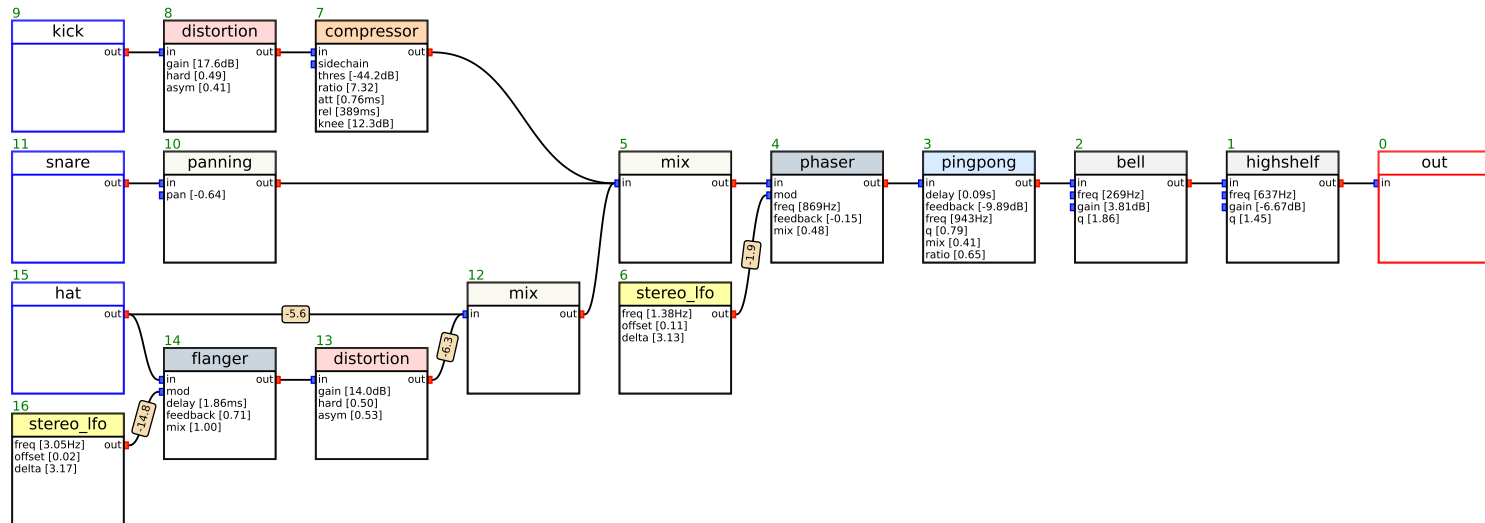 9
kick
out
8
distortion
in out
gain [17.6dB]
hard [0.49]
asym [0.41]
7
compressor
in out
sidechain
thres [-44.2dB]
ratio [7.32]
att [0.76ms]
rel [389ms]
knee [12.3dB]
11
snare
out
10
panning
in out
pan [-0.64]
5
mix
in out
4
phaser
in out
mod
freq [869Hz]
feedback [-0.15]
mix [0.48]
3
pingpong
in out
delay [0.09s]
feedback [-9.89dB]
freq [943Hz]
q [0.79]
mix [0.41]
ratio [0.65]
2
bell
in out
freq [269Hz]
gain [3.81dB]
q [1.86]
1
highshelf
in out
freq [637Hz]
gain [-6.67dB]
q [1.45]
0
out
in
15
hat
out
-5.6
12
mix
in out
6
stereo_lfo
freq [1.38Hz] out
offset [0.11]
delta [3.13]
-1.9
14
flanger
in out
mod
delay [1.86ms]
feedback [0.71]
mix [1.00]
13
distortion
in out
gain [14.0dB]
hard [0.50]
asym [0.53]
-6.3
16
stereo_lfo
freq [3.05Hz] out
offset [0.02]
delta [3.17]
-14.8